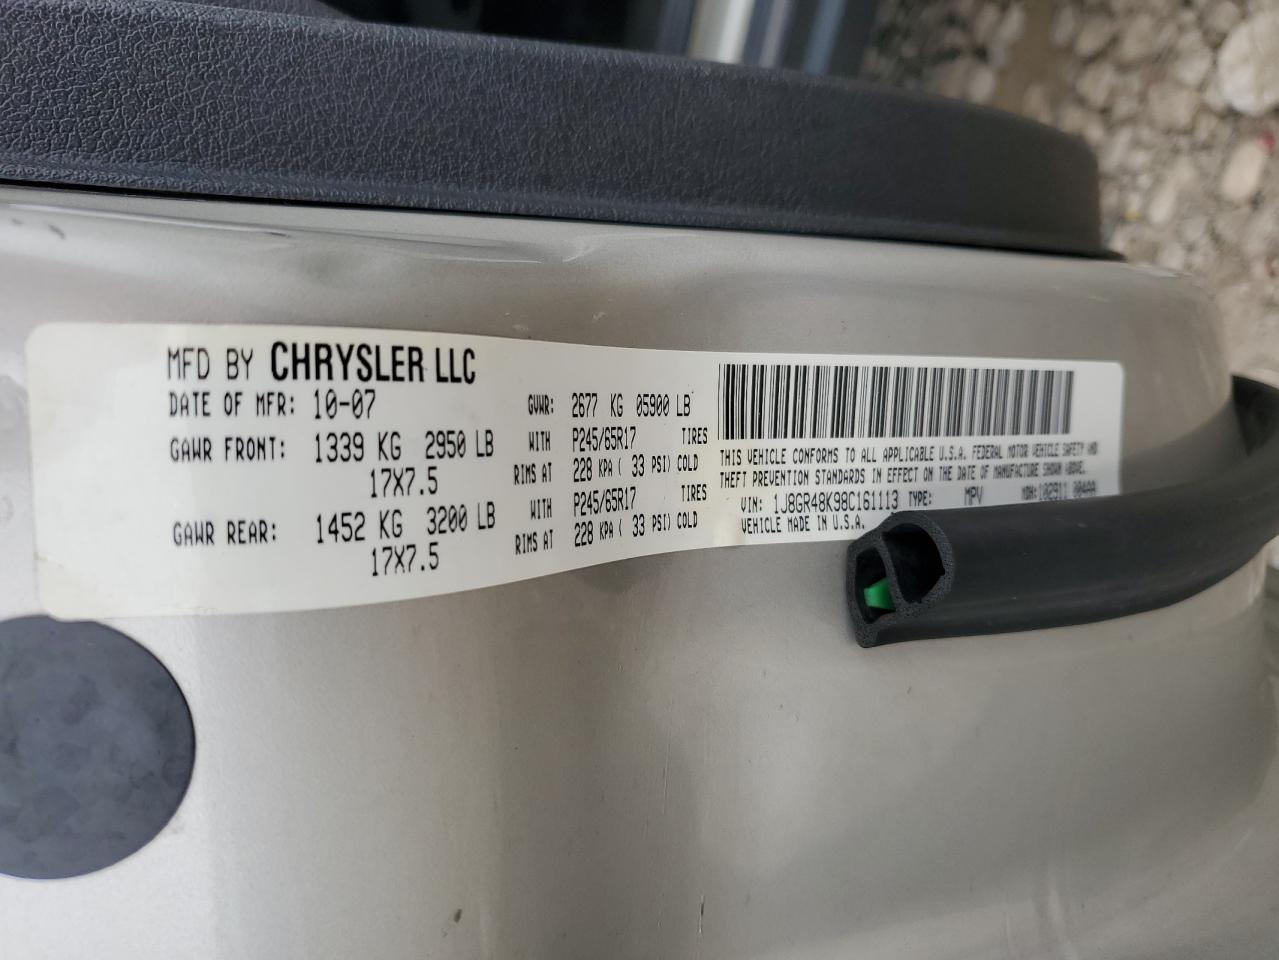 MFD BY CHRYSLER LLC
DATE OF MFR: 10-07 GVWR: 2677 KG 05900 LB
GAWR FRONT: 1339 KG 2950 LB WITH P245/65R17 TIRES
17X7.5 RIMS AT 228 KPA ( 33 PSI) COLD
GAWR REAR: 1452 KG 3200 LB WITH P245/65R17 TIRES
17X7.5 RIMS AT 228 KPA ( 33 PSI) COLD
THIS VEHICLE CONFORMS TO ALL APPLICABLE U.S.A. FEDERAL MOTOR VEHICLE SAFETY AND
THEFT PREVENTION STANDARDS IN EFFECT ON THE DATE OF MANUFACTURE SHOWN ABOVE.
VIN: 1J8GR48K98C161113 TYPE: MPV MDH:102911 004AA
VEHICLE MADE IN U.S.A.